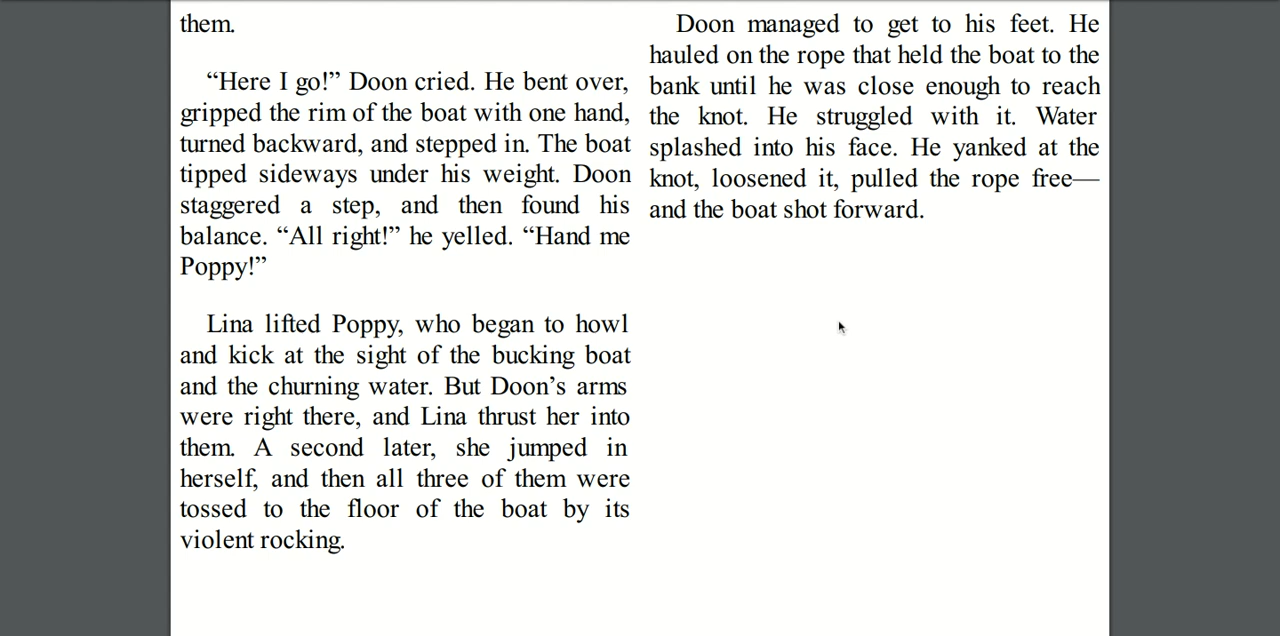 them.
“Here I go!” Doon cried. He bent over,
gripped the rim of the boat with one hand,
turned backward, and stepped in. The boat
tipped sideways under his weight. Doon
staggered a step, and then found his
balance. “All right!” he yelled. “Hand me
Poppy!”
Lina lifted Poppy, who began to howl
and kick at the sight of the bucking boat
and the churning water. But Doon’s arms
were right there, and Lina thrust her into
them. A second later, she jumped in
herself, and then all three of them were
tossed to the floor of the boat by its
violent rocking.
Doon managed to get to his feet. He
hauled on the rope that held the boat to the
bank until he was close enough to reach
the knot. He struggled with it. Water
splashed into his face. He yanked at the
knot, loosened it, pulled the rope free—
and the boat shot forward.